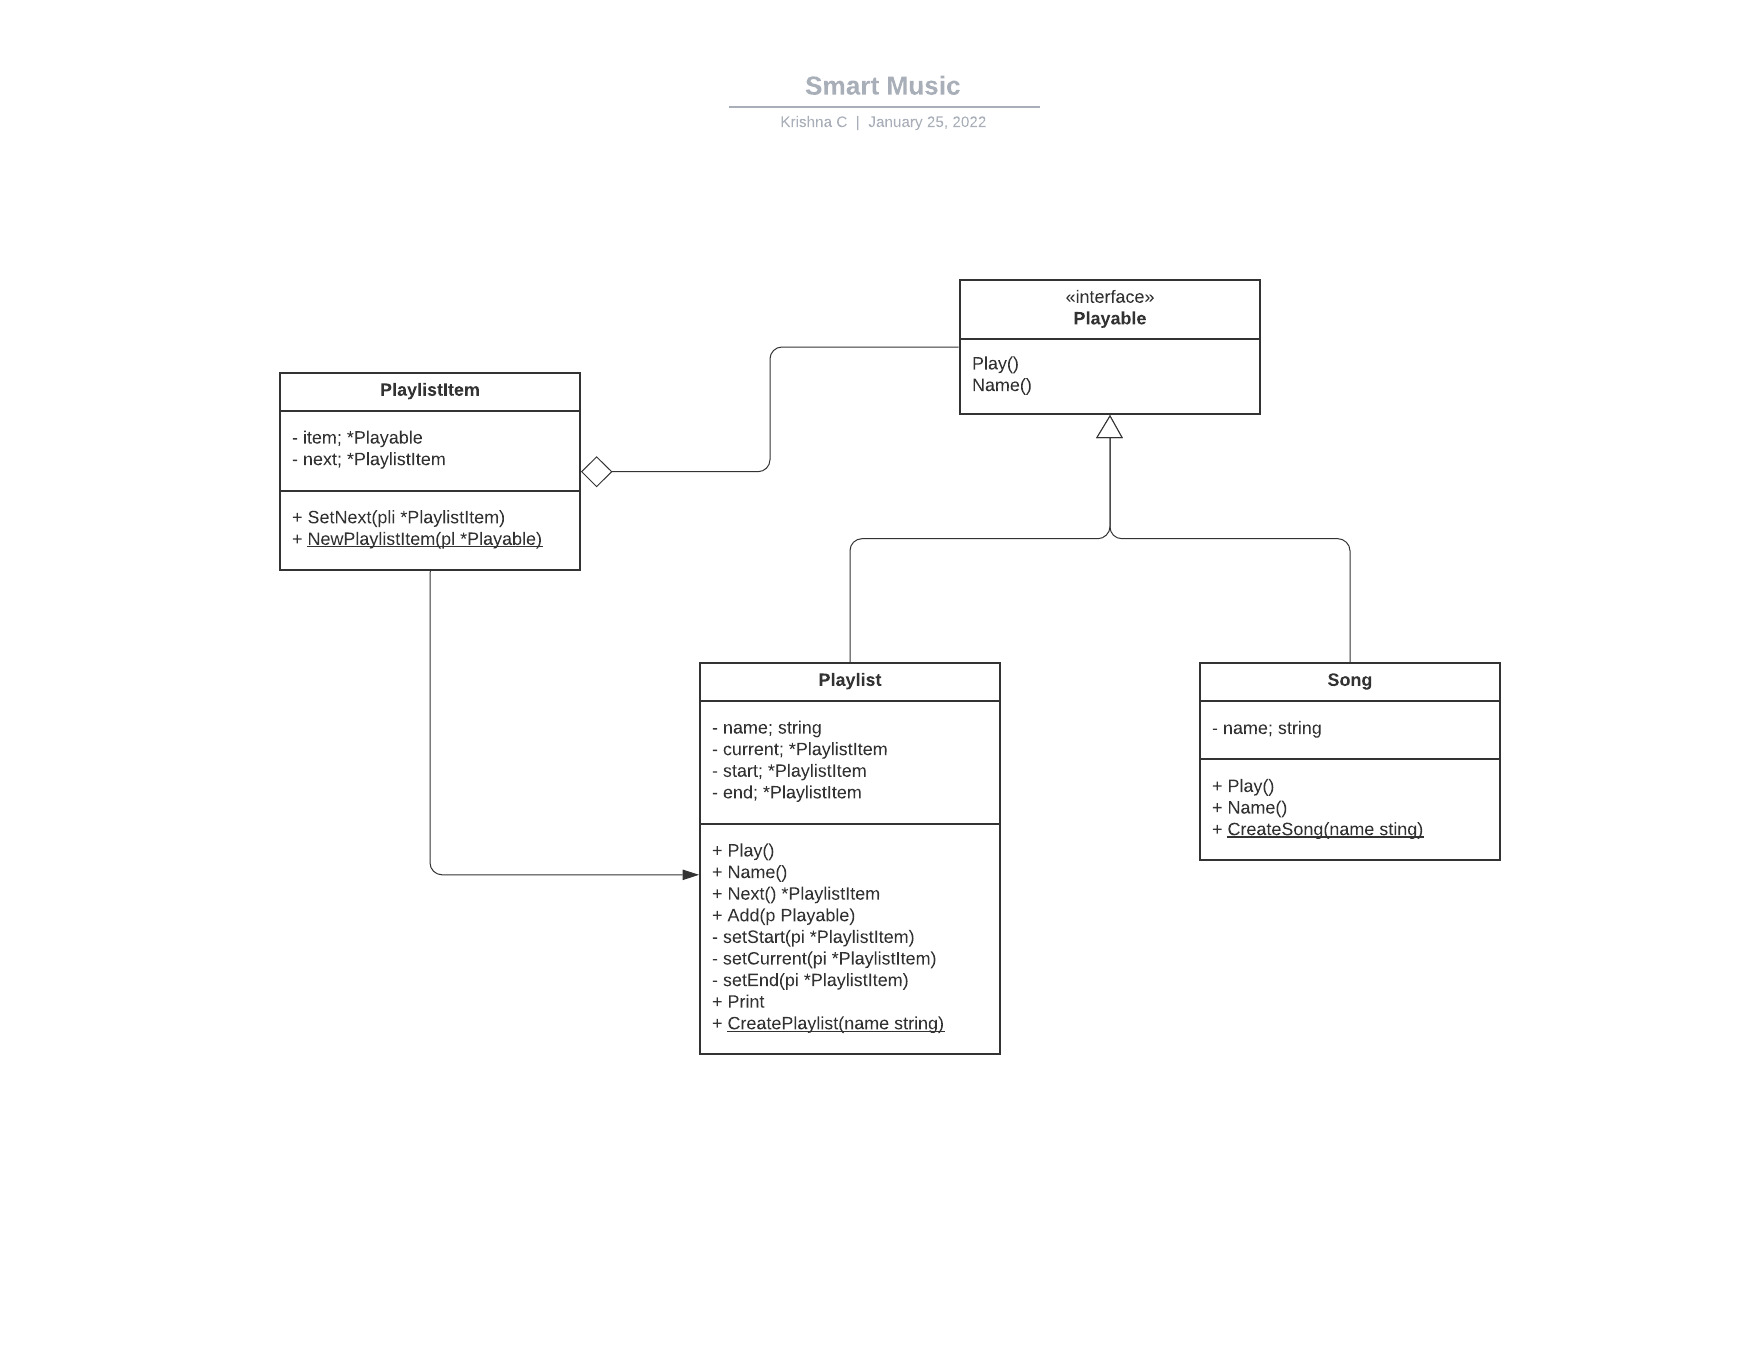 Smart Music
Krishna C | January 25, 2022
«interface»
Playable
Play()
Name()
PlaylistItem
- item; *Playable
- next; *PlaylistItem
+ SetNext(pli *PlaylistItem)
+ NewPlaylistItem(pl *Playable)
Playlist
- name; string
- current; *PlaylistItem
- start; *PlaylistItem
- end; *PlaylistItem
+ Play()
+ Name()
+ Next() *PlaylistItem
+ Add(p Playable)
- setStart(pi *PlaylistItem)
- setCurrent(pi *PlaylistItem)
- setEnd(pi *PlaylistItem)
+ Print
+ CreatePlaylist(name string)
Song
- name; string
+ Play()
+ Name()
+ CreateSong(name sting)